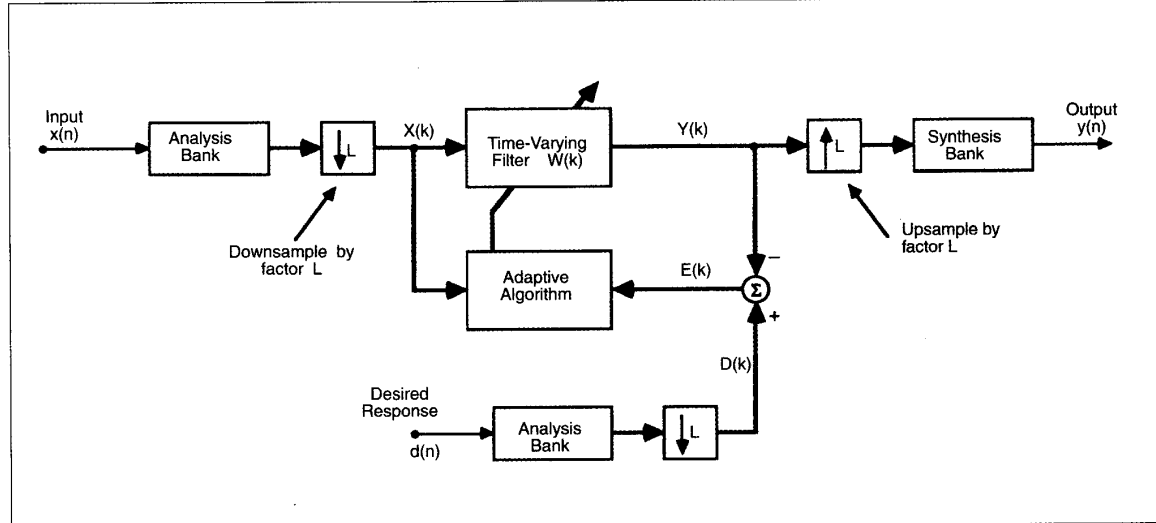 Input
x(n)
Analysis
Bank
L
X(k)
Time-Varying
Filter W(k)
Y(k)
L
Synthesis
Bank
Output
y(n)
Downsample by
factor L
Adaptive
Algorithm
E(k)
−
Σ
+
Upsample by
factor L
D(k)
Desired
Response
d(n)
Analysis
Bank
L